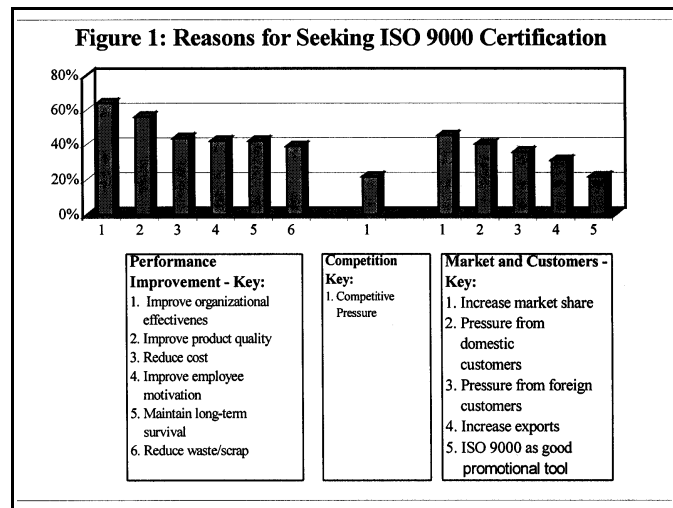 Figure 1: Reasons for Seeking ISO 9000 Certification
80%
60%
40%
20%
0%
1 2 3 4 5 6 1 1 2 3 4 5
Performance
Improvement - Key:
1. Improve organizational
effectivenes
2. Improve product quality
3. Reduce cost
4. Improve employee
motivation
5. Maintain long-term
survival
6. Reduce waste/scrap
Competition
Key:
1. Competitive
Pressure
Market and Customers -
Key:
1. Increase market share
2. Pressure from
domestic
customers
3. Pressure from foreign
customers
4. Increase exports
5. ISO 9000 as good
promotional tool